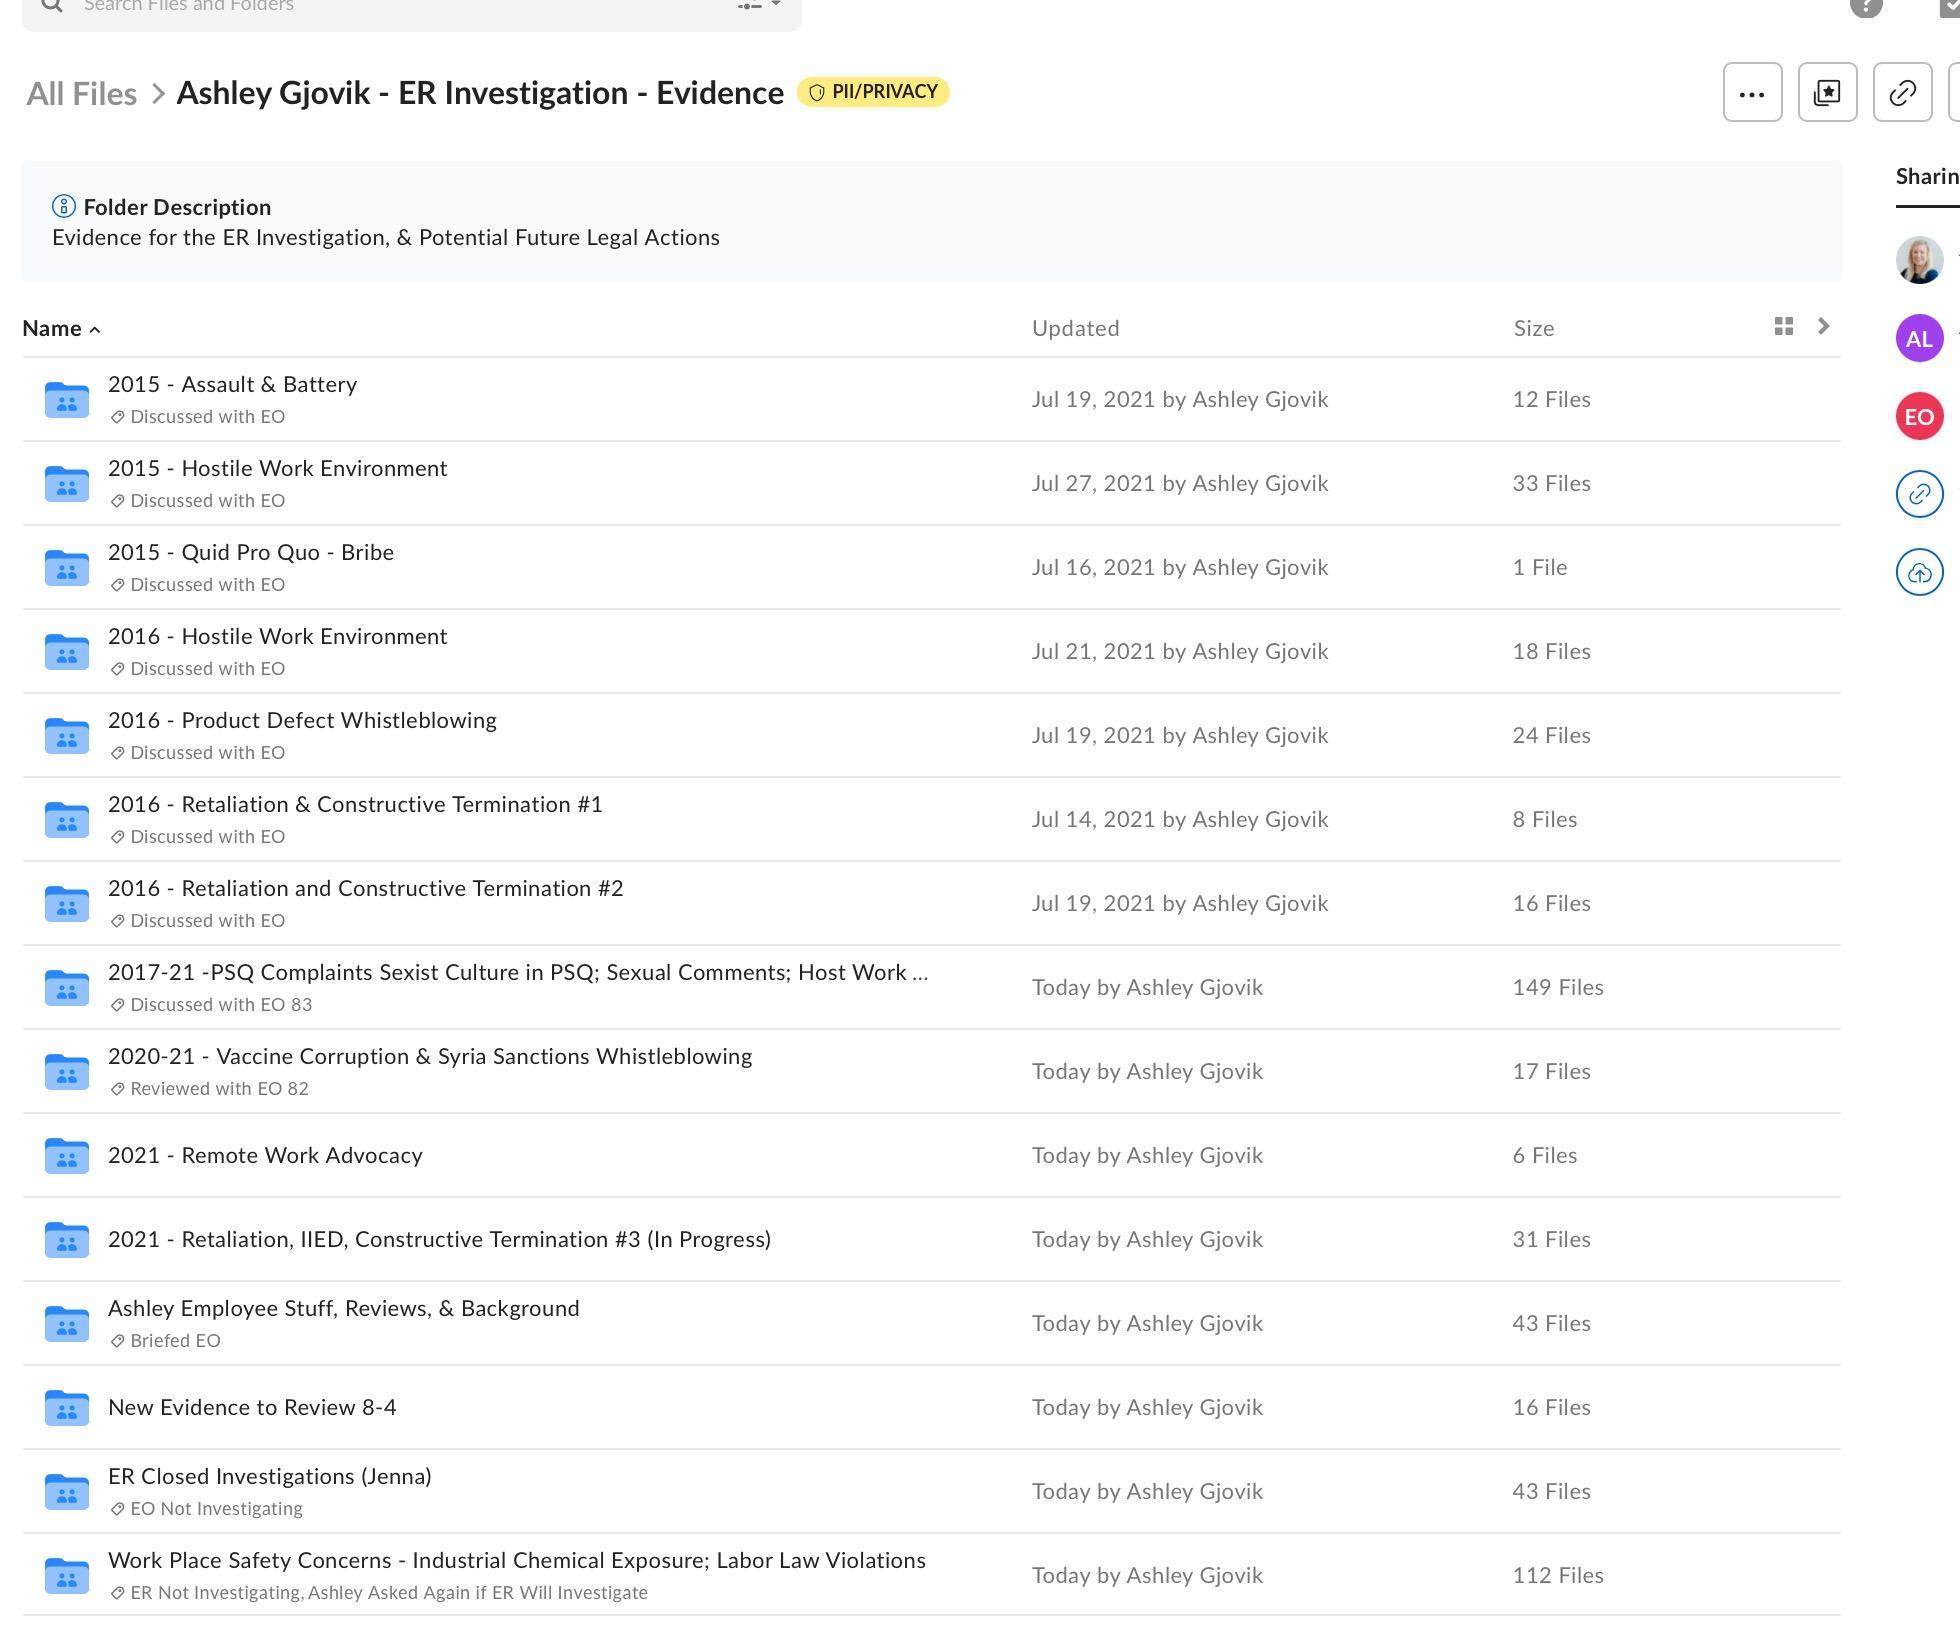 Search Files and Folders
All Files > Ashley Gjovik - ER Investigation - Evidence PII/PRIVACY
Sharin
Folder Description
Evidence for the ER Investigation, & Potential Future Legal Actions
AL
EO
Name Updated Size
2015 - Assault & Battery
Discussed with EO
Jul 19, 2021 by Ashley Gjovik 12 Files
2015 - Hostile Work Environment
Discussed with EO
Jul 27, 2021 by Ashley Gjovik 33 Files
2015 - Quid Pro Quo - Bribe
Discussed with EO
Jul 16, 2021 by Ashley Gjovik 1 File
2016 - Hostile Work Environment
Discussed with EO
Jul 21, 2021 by Ashley Gjovik 18 Files
2016 - Product Defect Whistleblowing
Discussed with EO
Jul 19, 2021 by Ashley Gjovik 24 Files
2016 - Retaliation & Constructive Termination #1
Discussed with EO
Jul 14, 2021 by Ashley Gjovik 8 Files
2016 - Retaliation and Constructive Termination #2
Discussed with EO
Jul 19, 2021 by Ashley Gjovik 16 Files
2017-21 -PSQ Complaints Sexist Culture in PSQ; Sexual Comments; Host Work ...
Discussed with EO 83
Today by Ashley Gjovik 149 Files
2020-21 - Vaccine Corruption & Syria Sanctions Whistleblowing
Reviewed with EO 82
Today by Ashley Gjovik 17 Files
2021 - Remote Work Advocacy
Today by Ashley Gjovik 6 Files
2021 - Retaliation, IIED, Constructive Termination #3 (In Progress)
Today by Ashley Gjovik 31 Files
Ashley Employee Stuff, Reviews, & Background
Briefed EO
Today by Ashley Gjovik 43 Files
New Evidence to Review 8-4
Today by Ashley Gjovik 16 Files
ER Closed Investigations (Jenna)
EO Not Investigating
Today by Ashley Gjovik 43 Files
Work Place Safety Concerns - Industrial Chemical Exposure; Labor Law Violations
ER Not Investigating, Ashley Asked Again if ER Will Investigate
Today by Ashley Gjovik 112 Files